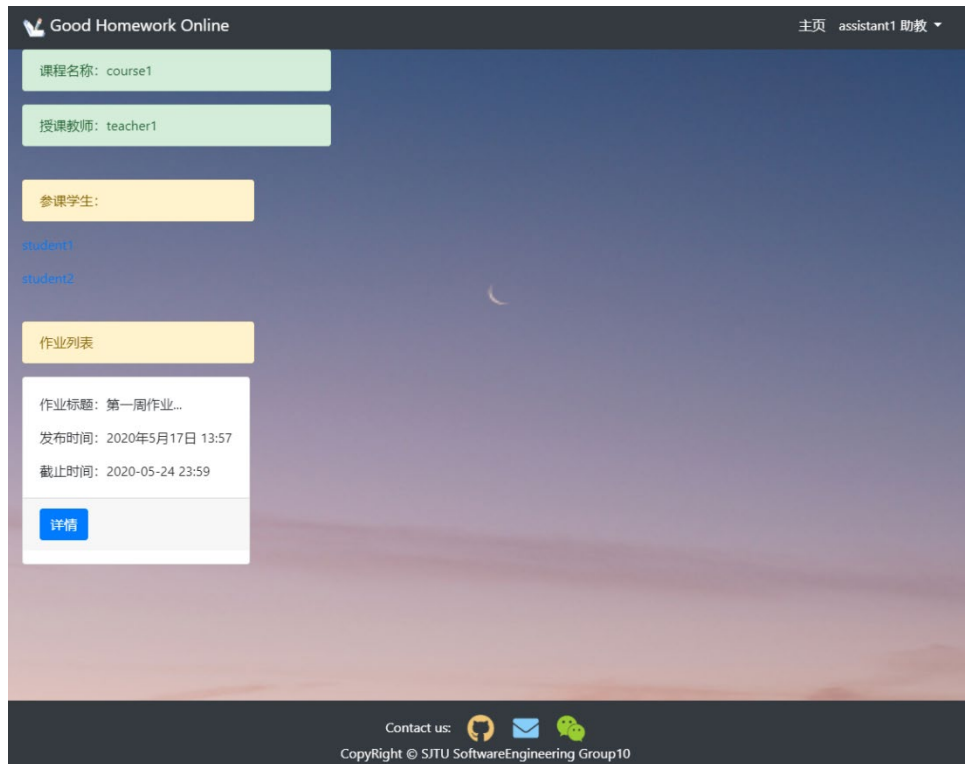 Good Homework Online
主页 assistant1 助教
课程名称：course1
授课教师：teacher1
参课学生：
student1
student2
作业列表
作业标题：第一周作业...
发布时间：2020年5月17日 13:57
截止时间：2020-05-24 23:59
详情
Contact us:
CopyRight © SJTU SoftwareEngineering Group10